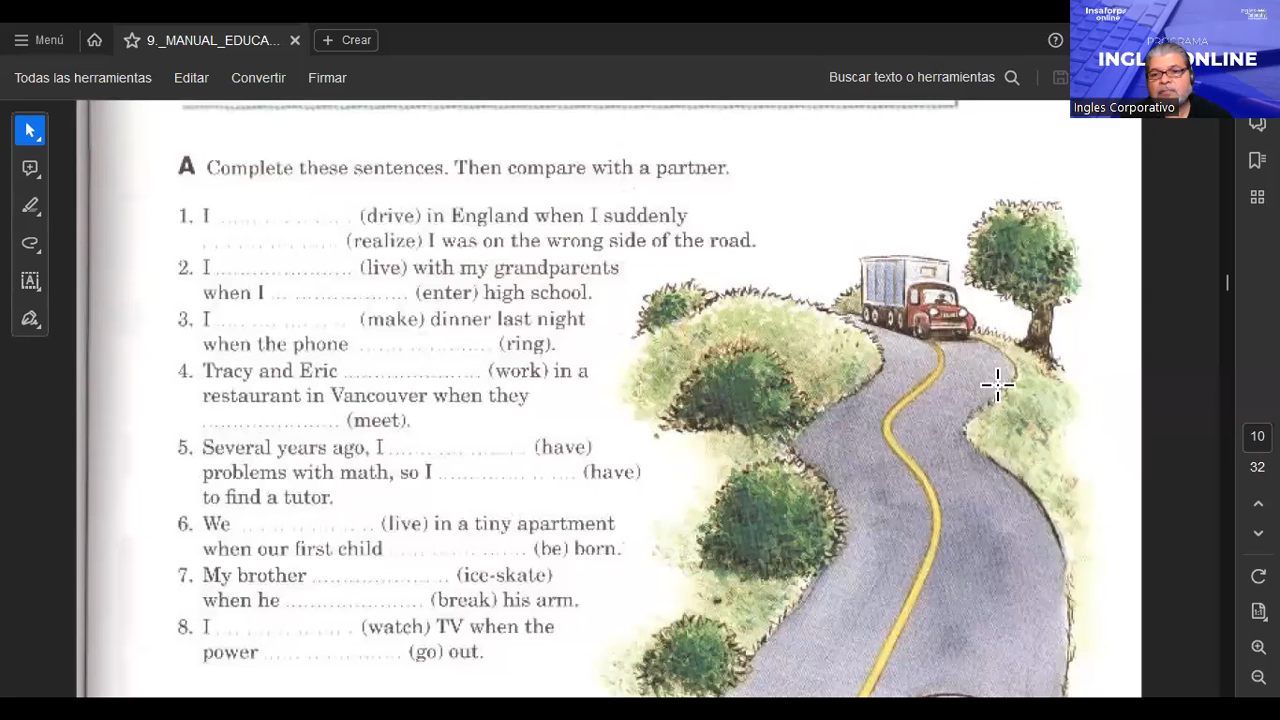 Menú
9._MANUAL_EDUCA...
Crear
Todas las herramientas
Editar
Convertir
Firmar
Buscar texto o herramientas
Insaforp
online
PROGRAMA
INGL ONLINE
Ingles Corporativo
A Complete these sentences. Then compare with a partner.
1. I .................... (drive) in England when I suddenly
.................... (realize) I was on the wrong side of the road.
2. I .................... (live) with my grandparents
when I .................... (enter) high school.
3. I .................... (make) dinner last night
when the phone .................... (ring).
4. Tracy and Eric .................... (work) in a
restaurant in Vancouver when they
.................... (meet).
5. Several years ago, I .................... (have)
problems with math, so I .................... (have)
to find a tutor.
6. We .................... (live) in a tiny apartment
when our first child .................... (be) born.
7. My brother .................... (ice-skate)
when he .................... (break) his arm.
8. I .................... (watch) TV when the
power .................... (go) out.
10
32